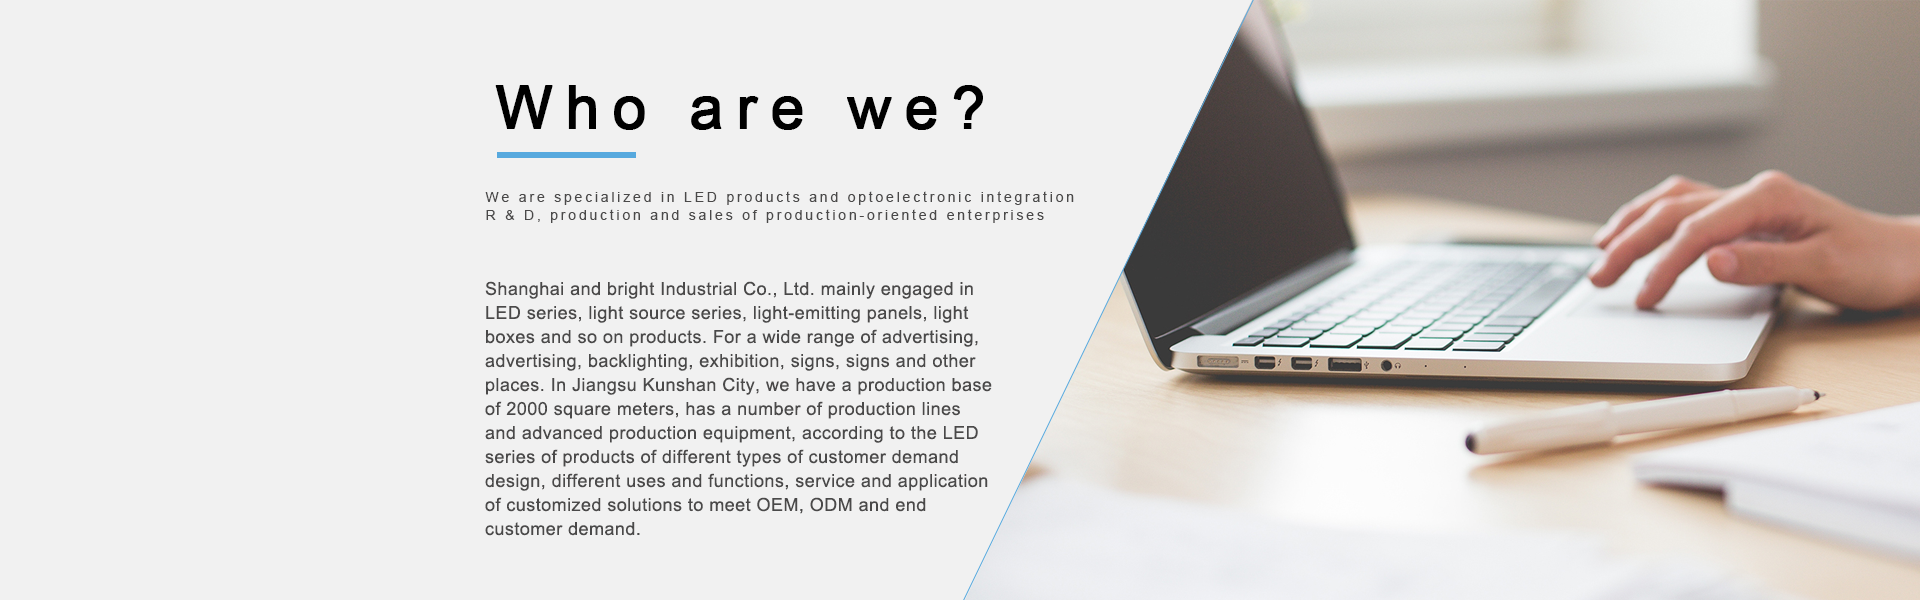 Who are we?
We are specialized in LED products and optoelectronic integration
R & D, production and sales of production-oriented enterprises
Shanghai and bright Industrial Co., Ltd. mainly engaged in
LED series, light source series, light-emitting panels, light
boxes and so on products. For a wide range of advertising,
advertising, backlighting, exhibition, signs, signs and other
places. In Jiangsu Kunshan City, we have a production base
of 2000 square meters, has a number of production lines
and advanced production equipment, according to the LED
series of products of different types of customer demand
design, different uses and functions, service and application
of customized solutions to meet OEM, ODM and end
customer demand.